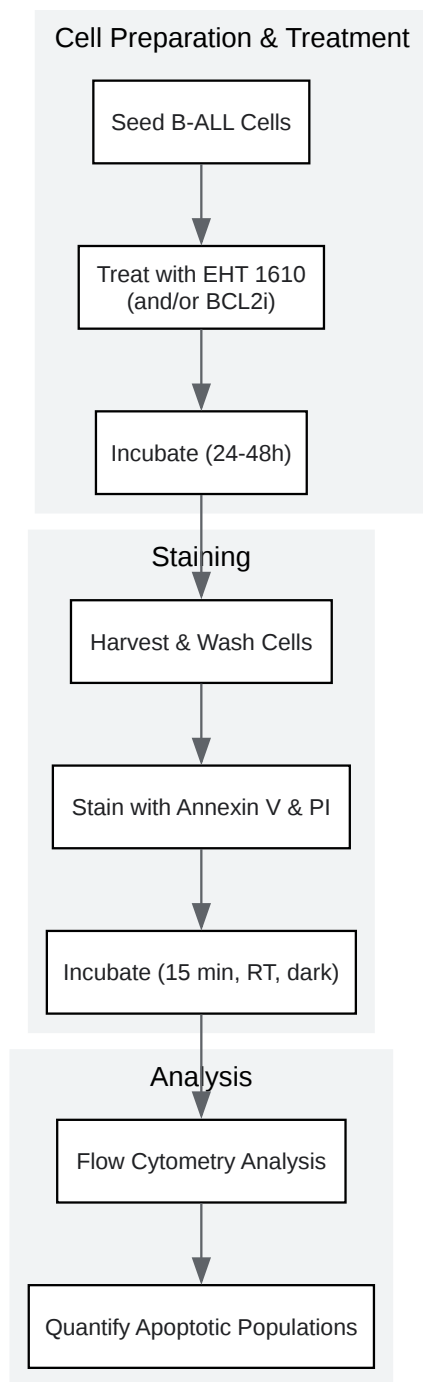 Cell Preparation & Treatment
Seed B-ALL Cells
Treat with EHT 1610
(and/or BCL2i)
Incubate (24-48h)
Staining
Harvest & Wash Cells
Stain with Annexin V & PI
Incubate (15 min, RT, dark)
Analysis
Flow Cytometry Analysis
Quantify Apoptotic Populations